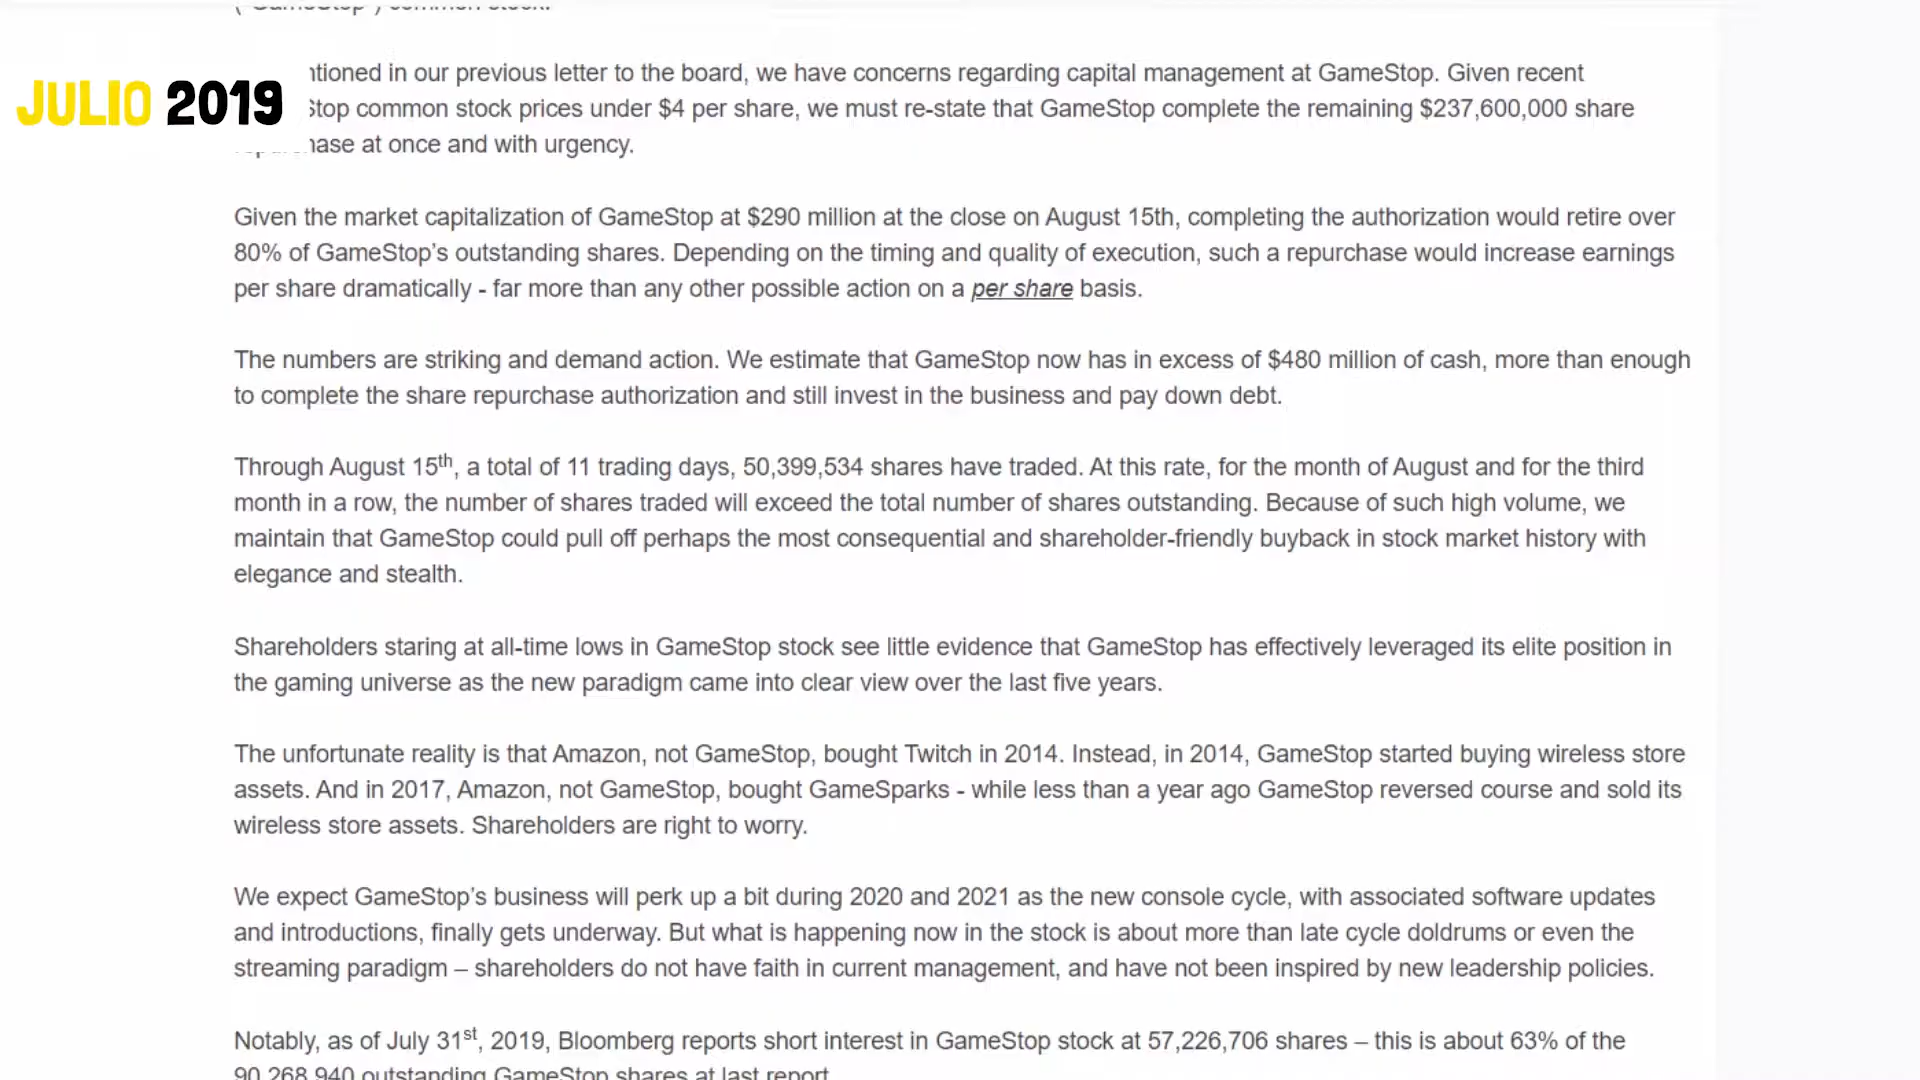 ("GameStop") common stock.
JULIO 2019
ntioned in our previous letter to the board, we have concerns regarding capital management at GameStop. Given recent
Stop common stock prices under $4 per share, we must re-state that GameStop complete the remaining $237,600,000 share
repurchase at once and with urgency.
Given the market capitalization of GameStop at $290 million at the close on August 15th, completing the authorization would retire over
80% of GameStop’s outstanding shares. Depending on the timing and quality of execution, such a repurchase would increase earnings
per share dramatically - far more than any other possible action on a per share basis.
The numbers are striking and demand action. We estimate that GameStop now has in excess of $480 million of cash, more than enough
to complete the share repurchase authorization and still invest in the business and pay down debt.
Through August 15th, a total of 11 trading days, 50,399,534 shares have traded. At this rate, for the month of August and for the third
month in a row, the number of shares traded will exceed the total number of shares outstanding. Because of such high volume, we
maintain that GameStop could pull off perhaps the most consequential and shareholder-friendly buyback in stock market history with
elegance and stealth.
Shareholders staring at all-time lows in GameStop stock see little evidence that GameStop has effectively leveraged its elite position in
the gaming universe as the new paradigm came into clear view over the last five years.
The unfortunate reality is that Amazon, not GameStop, bought Twitch in 2014. Instead, in 2014, GameStop started buying wireless store
assets. And in 2017, Amazon, not GameStop, bought GameSparks - while less than a year ago GameStop reversed course and sold its
wireless store assets. Shareholders are right to worry.
We expect GameStop’s business will perk up a bit during 2020 and 2021 as the new console cycle, with associated software updates
and introductions, finally gets underway. But what is happening now in the stock is about more than late cycle doldrums or even the
streaming paradigm – shareholders do not have faith in current management, and have not been inspired by new leadership policies.
Notably, as of July 31st, 2019, Bloomberg reports short interest in GameStop stock at 57,226,706 shares – this is about 63% of the
90,268,940 outstanding GameStop shares at last report.